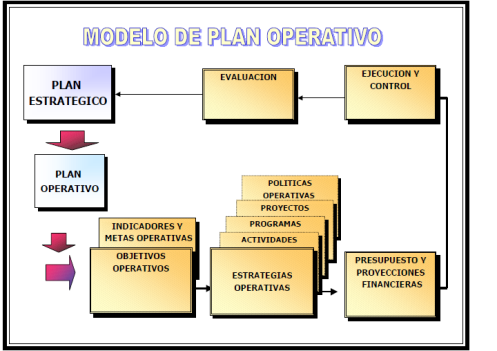 MODELO DE PLAN OPERATIVO
PLAN
ESTRATEGICO
EVALUACION
EJECUCION Y
CONTROL
PLAN
OPERATIVO
POLITICAS
OPERATIVAS
PROYECTOS
PROGRAMAS
ACTIVIDADES
INDICADORES Y
METAS OPERATIVAS
OBJETIVOS
OPERATIVOS
ESTRATEGIAS
OPERATIVAS
PRESUPUESTO Y
PROYECCIONES
FINANCIERAS